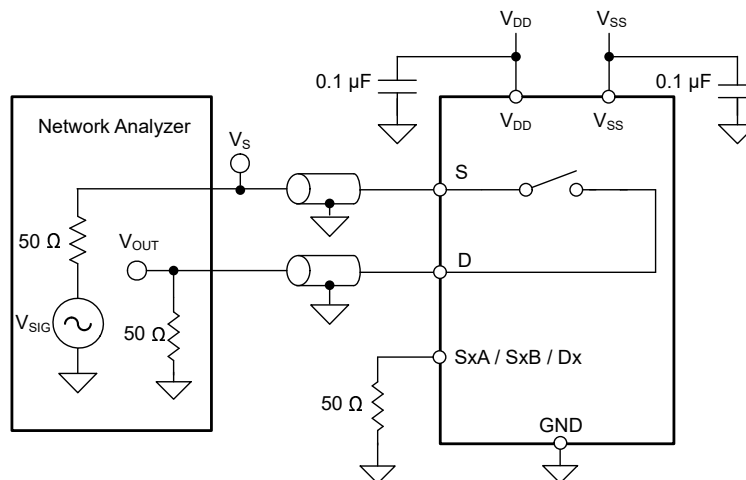 V_DD
V_SS
0.1 µF
0.1 µF
V_DD
V_SS
Network Analyzer
V_S
S
50 Ω
V_OUT
D
V_SIG
50 Ω
SxA / SxB / Dx
50 Ω
GND